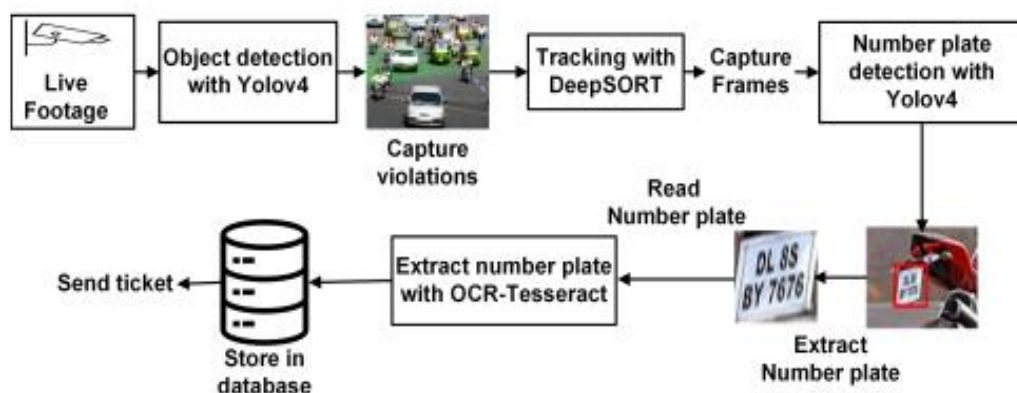 Live
Footage
Object detection
with Yolov4
Capture
violations
Tracking with
DeepSORT
Capture
Frames
Number plate
detection with
Yolov4
Extract
Number plate
DL 8S
BY 7676
Read
Number plate
Extract number plate
with OCR-Tesseract
Store in
database
Send ticket